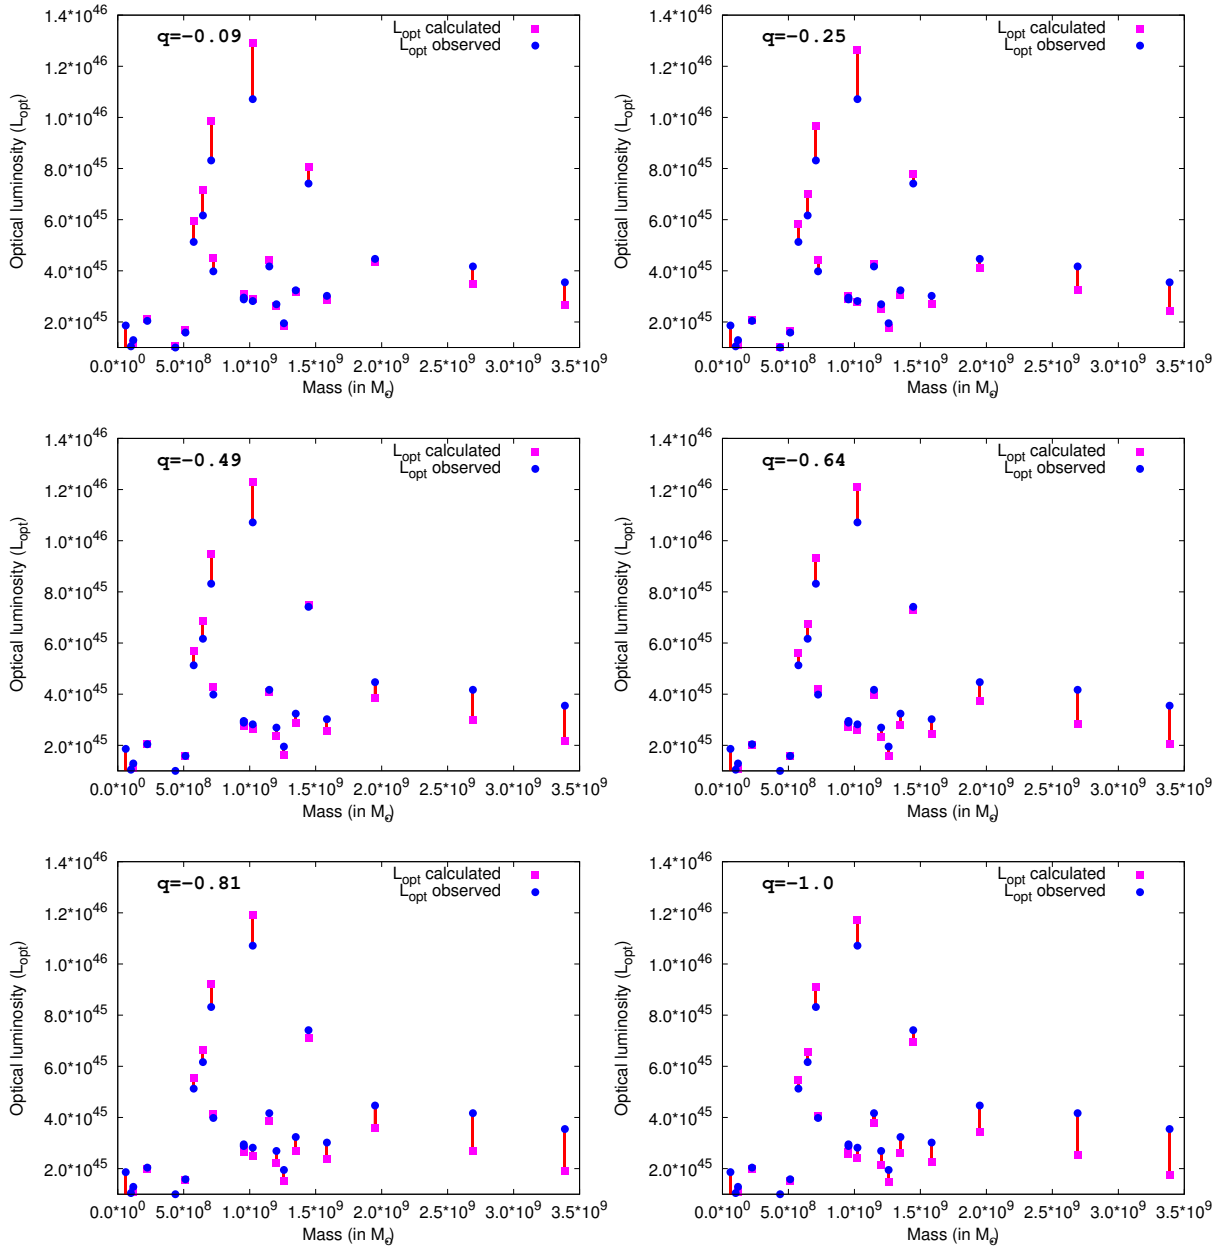 q=-0.09
L_opt calculated
L_opt observed
1.4*10^46
1.2*10^46
1.0*10^46
8.0*10^45
6.0*10^45
4.0*10^45
2.0*10^45
Optical luminosity (L_opt)
0.0*10^0 5.0*10^8 1.0*10^9 1.5*10^9 2.0*10^9 2.5*10^9 3.0*10^9 3.5*10^9
Mass (in M_⊙)
q=-0.25
L_opt calculated
L_opt observed
1.4*10^46
1.2*10^46
1.0*10^46
8.0*10^45
6.0*10^45
4.0*10^45
2.0*10^45
Optical luminosity (L_opt)
0.0*10^0 5.0*10^8 1.0*10^9 1.5*10^9 2.0*10^9 2.5*10^9 3.0*10^9 3.5*10^9
Mass (in M_⊙)
q=-0.49
L_opt calculated
L_opt observed
1.4*10^46
1.2*10^46
1.0*10^46
8.0*10^45
6.0*10^45
4.0*10^45
2.0*10^45
Optical luminosity (L_opt)
0.0*10^0 5.0*10^8 1.0*10^9 1.5*10^9 2.0*10^9 2.5*10^9 3.0*10^9 3.5*10^9
Mass (in M_⊙)
q=-0.64
L_opt calculated
L_opt observed
1.4*10^46
1.2*10^46
1.0*10^46
8.0*10^45
6.0*10^45
4.0*10^45
2.0*10^45
Optical luminosity (L_opt)
0.0*10^0 5.0*10^8 1.0*10^9 1.5*10^9 2.0*10^9 2.5*10^9 3.0*10^9 3.5*10^9
Mass (in M_⊙)
q=-0.81
L_opt calculated
L_opt observed
1.4*10^46
1.2*10^46
1.0*10^46
8.0*10^45
6.0*10^45
4.0*10^45
2.0*10^45
Optical luminosity (L_opt)
0.0*10^0 5.0*10^8 1.0*10^9 1.5*10^9 2.0*10^9 2.5*10^9 3.0*10^9 3.5*10^9
Mass (in M_⊙)
q=-1.0
L_opt calculated
L_opt observed
1.4*10^46
1.2*10^46
1.0*10^46
8.0*10^45
6.0*10^45
4.0*10^45
2.0*10^45
Optical luminosity (L_opt)
0.0*10^0 5.0*10^8 1.0*10^9 1.5*10^9 2.0*10^9 2.5*10^9 3.0*10^9 3.5*10^9
Mass (in M_⊙)